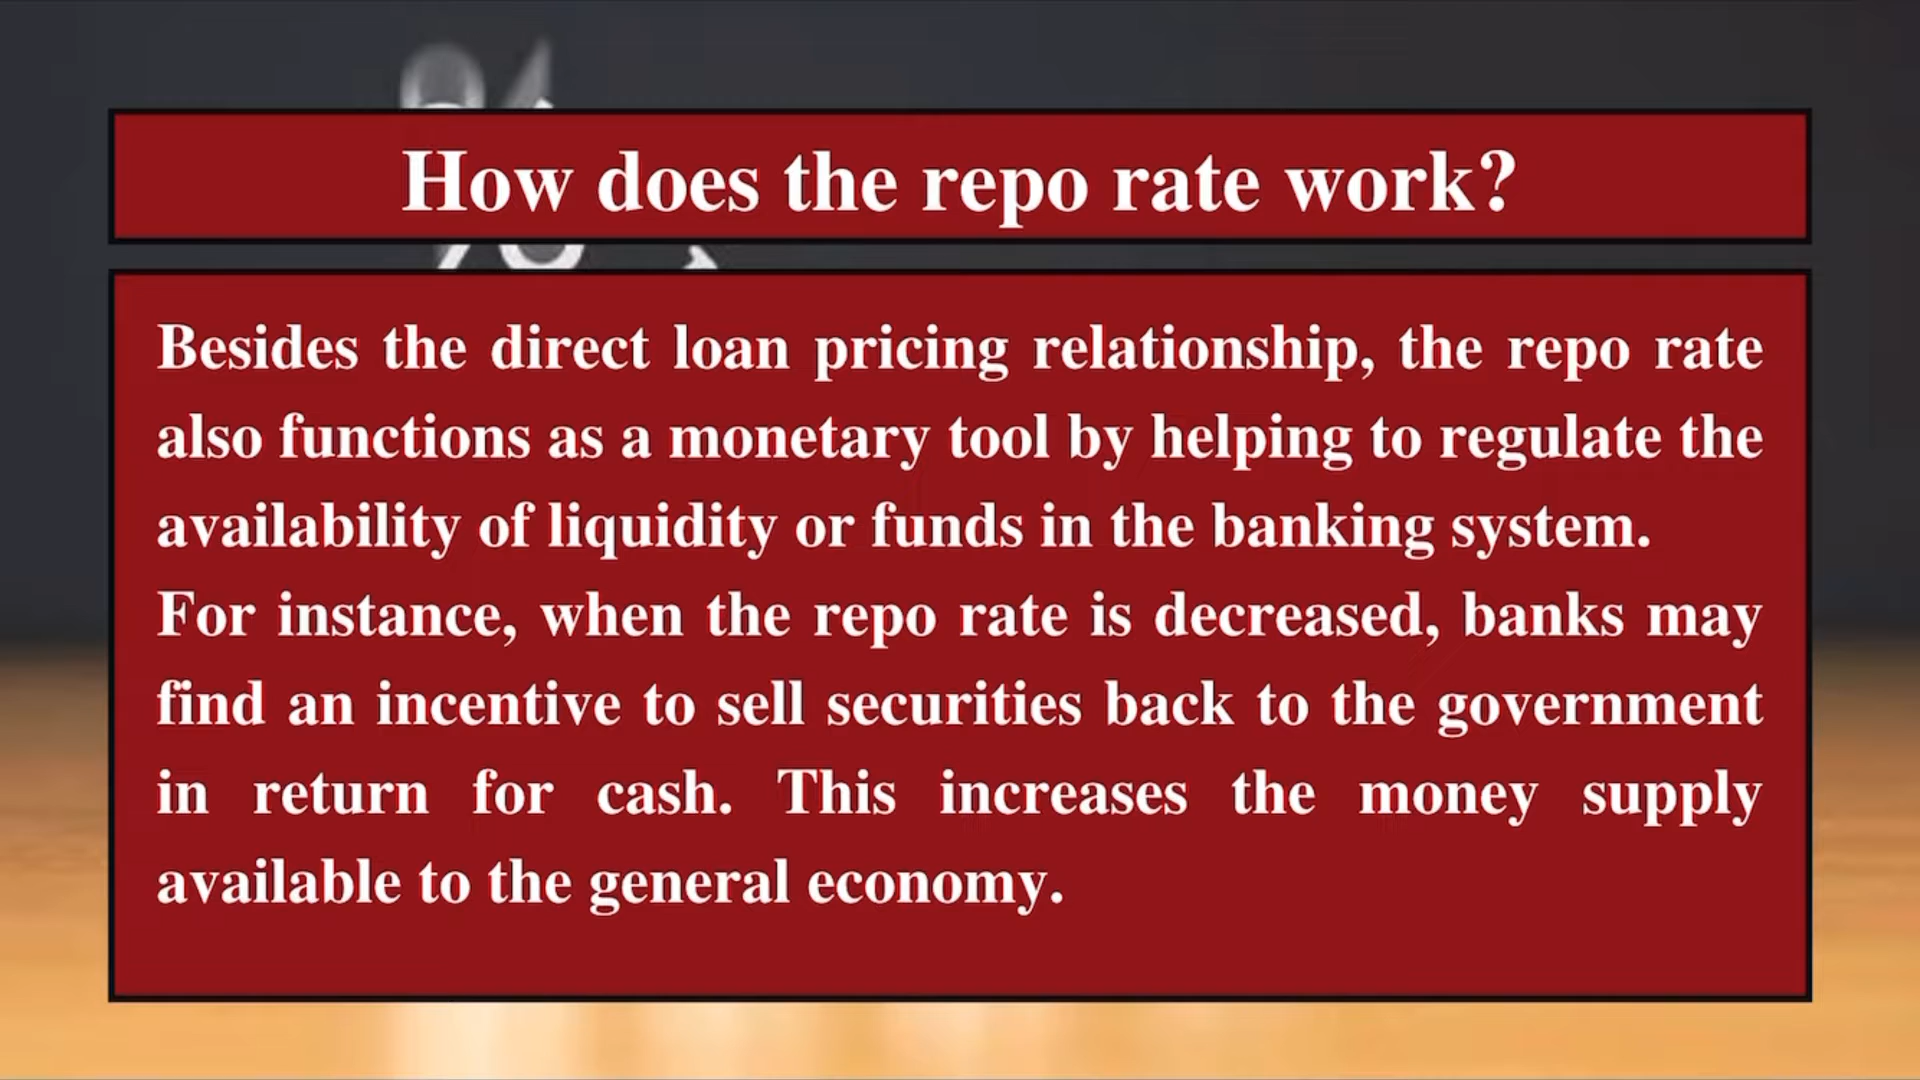 How does the repo rate work?
Besides the direct loan pricing relationship, the repo rate
also functions as a monetary tool by helping to regulate the
availability of liquidity or funds in the banking system.
For instance, when the repo rate is decreased, banks may
find an incentive to sell securities back to the government
in return for cash. This increases the money supply
available to the general economy.